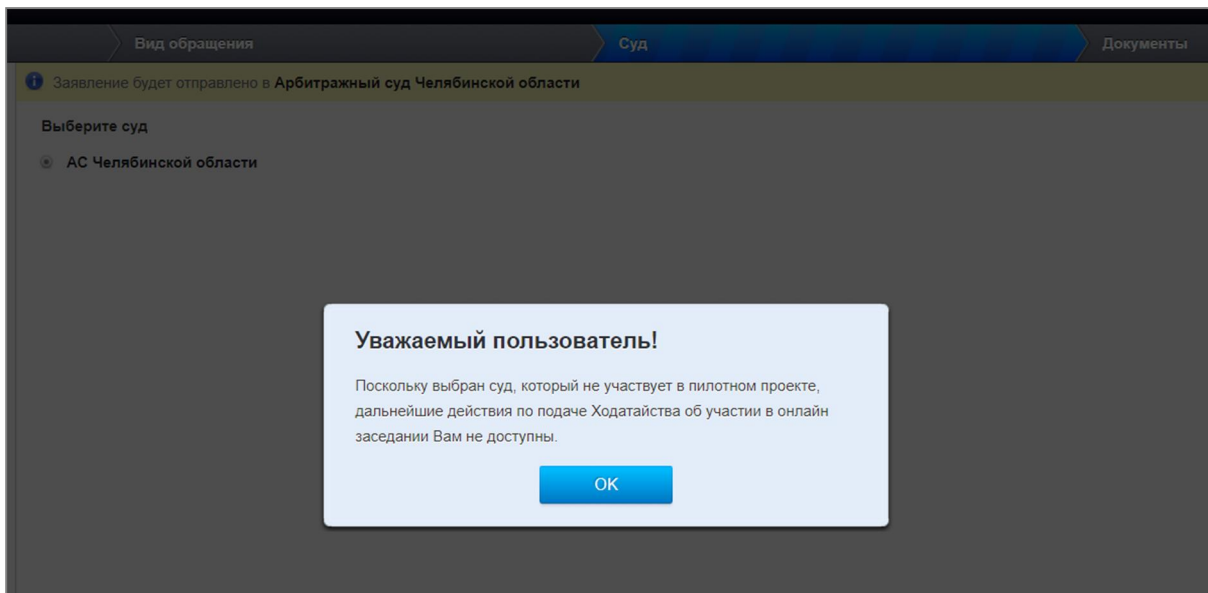 Вид обращения
Суд
Документы
Заявление будет отправлено в Арбитражный суд Челябинской области
Выберите суд
АС Челябинской области
Уважаемый пользователь!
Поскольку выбран суд, который не участвует в пилотном проекте,
дальнейшие действия по подаче Ходатайства об участии в онлайн
заседании Вам не доступны.
OK